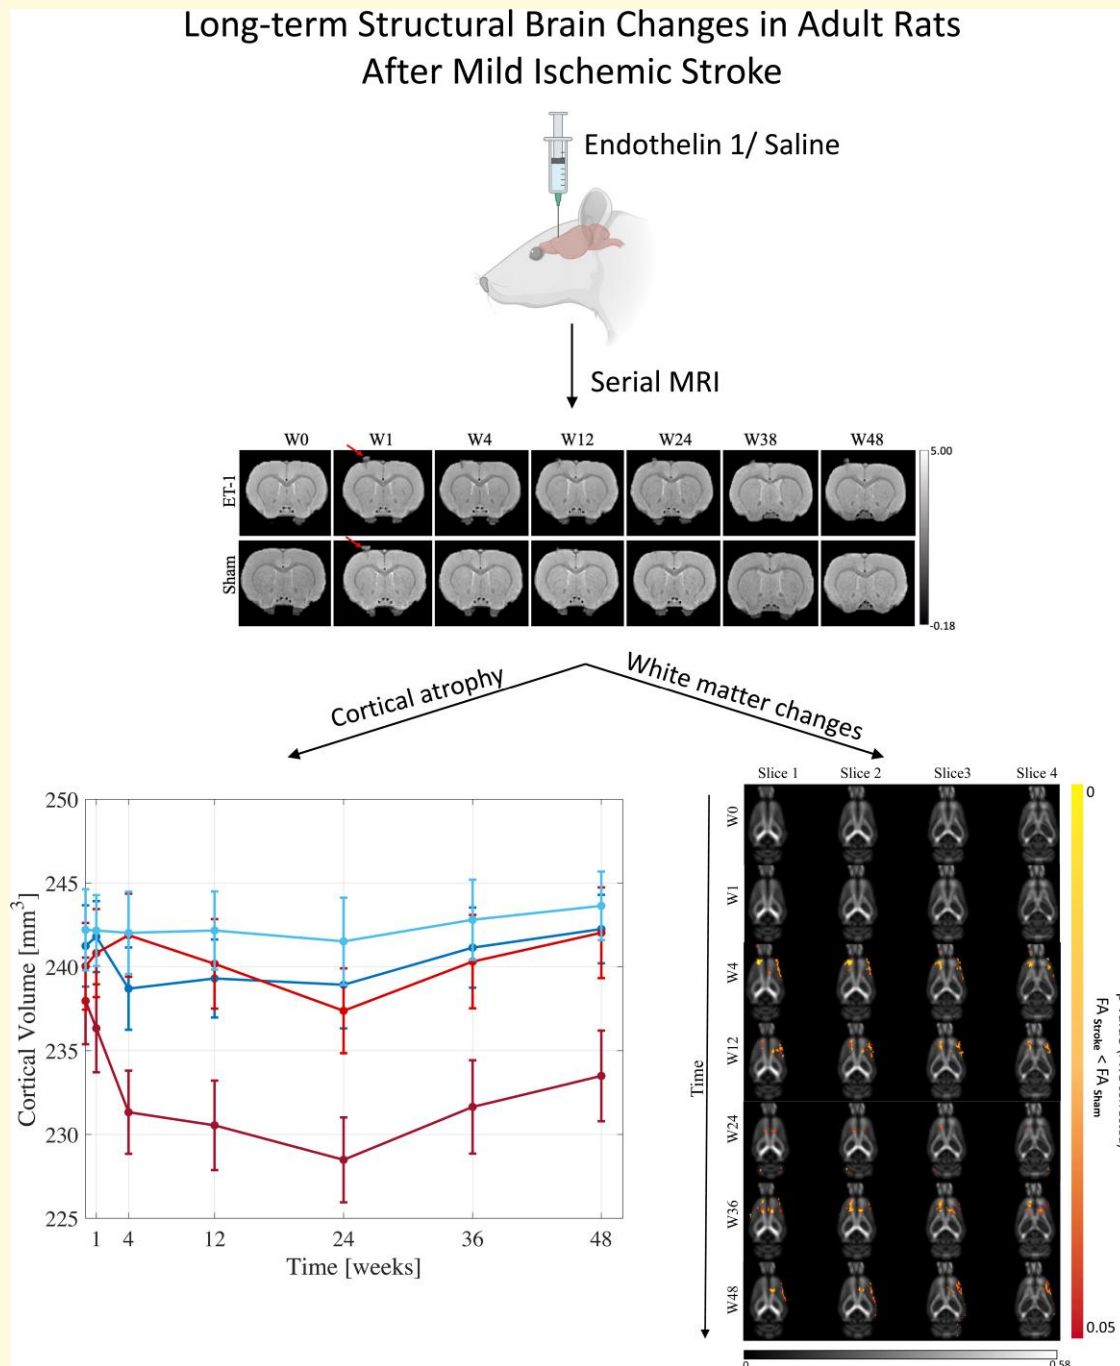 Long-term Structural Brain Changes in Adult Rats
After Mild Ischemic Stroke
Endothelin 1/ Saline
Serial MRI
W0 W1 W4 W12 W24 W38 W48
ET-1
Sham
5.00
-0.18
Cortical atrophy
White matter changes
250
245
240
235
230
225
Cortical Volume [mm³]
1 4 12 24 36 48
Time [weeks]
Slice 1 Slice 2 Slice3 Slice 4
Time
W0
W1
W4
W12
W24
W36
W48
0
0.05
FA Stroke < FA Sham
0 0.58